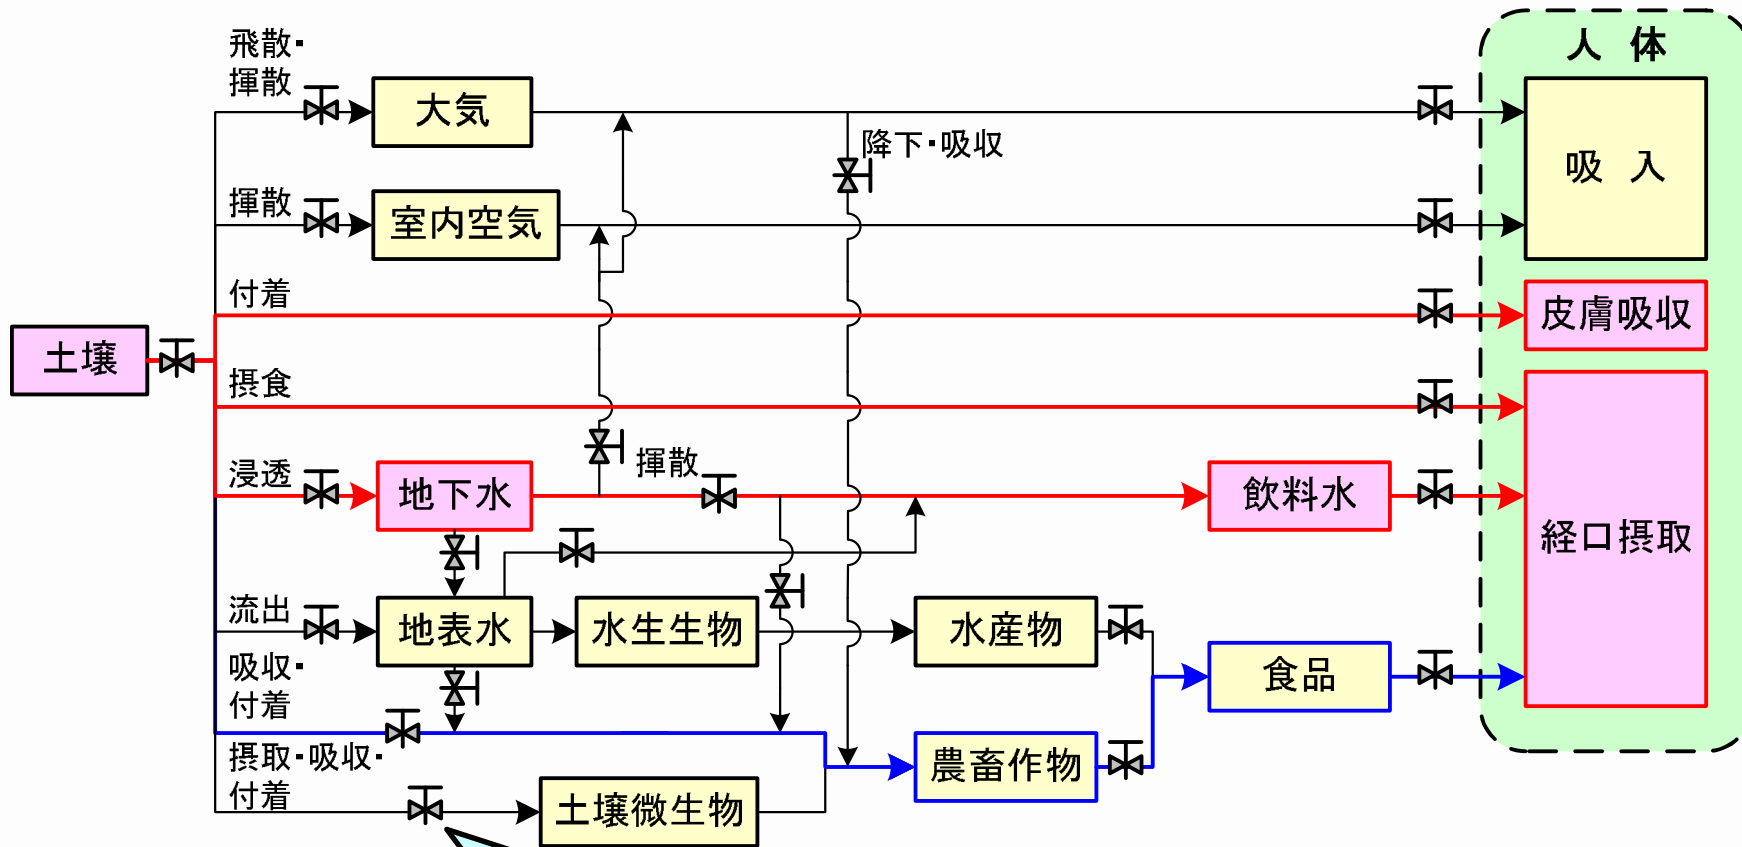 人 体
飛散・
揮散
大気
降下・吸収
吸 入
揮散
室内空気
付着
皮膚吸収
土壌
摂食
浸透
地下水
揮散
飲料水
経口摂取
流出
地表水
水生生物
水産物
吸収・
付着
食品
摂取・吸収・
付着
農畜作物
土壌微生物